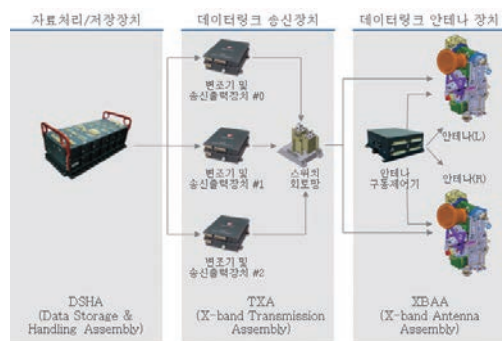 자료처리/저장장치
데이터링크 송신장치
데이터링크 안테나 장치
변조기 및
송신출력장치 #0
변조기 및
송신출력장치 #1
변조기 및
송신출력장치 #2
스위치
회로망
안테나
구동제어기
안테나(L)
안테나(R)
DSHA
(Data Storage &
Handling Assembly)
TXA
(X-band Transmission
Assembly)
XBAA
(X-band Antenna
Assembly)